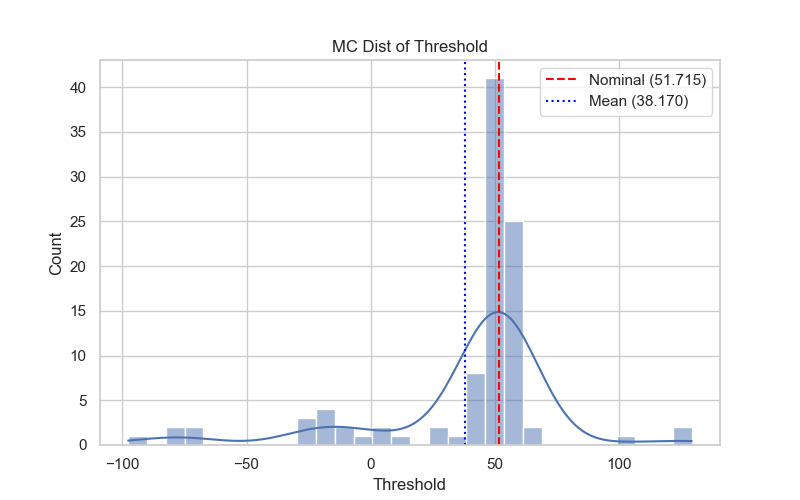 MC Dist of Threshold
Nominal (51.715)
Mean (38.170)
Count
40
35
30
25
20
15
10
5
0
−100
−50
0
50
100
Threshold